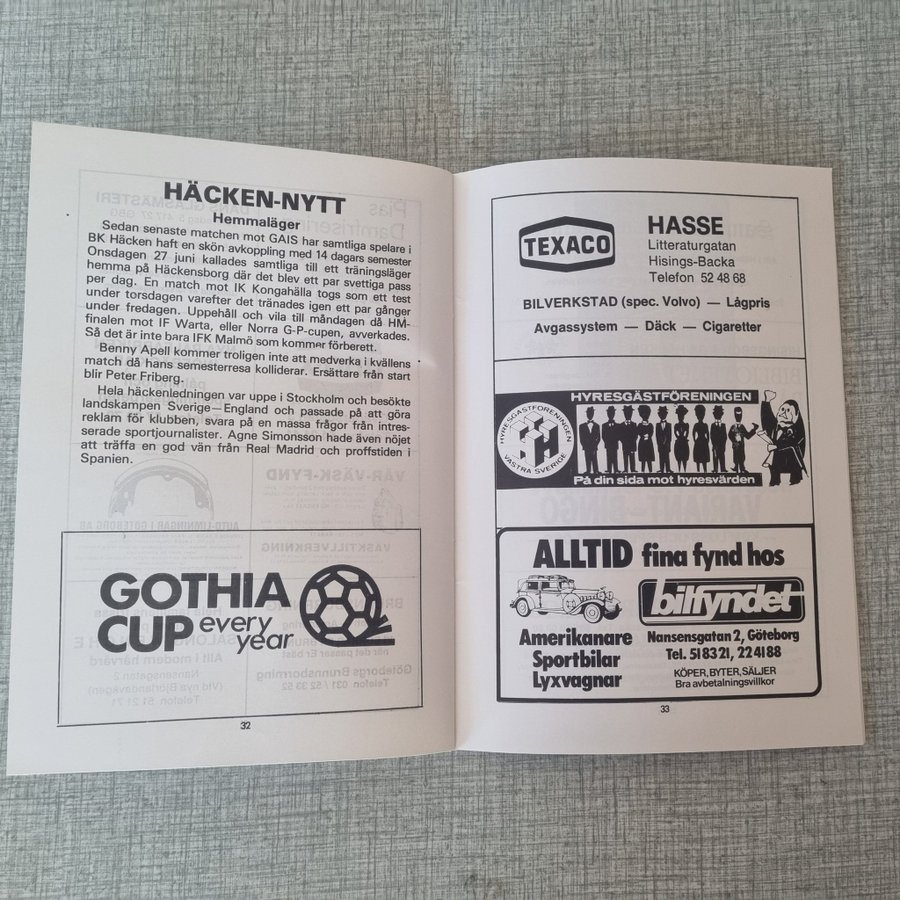 HÄCKEN-NYTT
Hemmaläger
Sedan senaste matchen mot GAIS har samtliga spelare i
BK Häcken haft en skön avkoppling med 14 dagars semester
Onsdagen 27 juni kallades samtliga till ett träningsläger
hemma på Häckensborg där det blev ett par svettiga pass
per dag. En match mot IK Kongahälla togs som ett test
under torsdagen varefter det tränades igen ett par gånger
under fredagen. Uppehåll och vila till måndagen då HM-
finalen mot IF Warta, eller Norra G-P-cupen, avverkades.
Så det är inte bara IFK Malmö som kommer förberett.
Benny Apell kommer troligen inte att medverka i kvällens
match då hans semesterresa kolliderar. Ersättare från start
blir Peter Friberg.
Hela häckenledningen var uppe i Stockholm och besökte
landskampen Sverige—England och passade på att göra
reklam för klubben, svara på en massa frågor från intres-
serade sportjournalister. Agne Simonsson hade även nöjet
att träffa en god vän från Real Madrid och proffstiden i
Spanien.
GOTHIA
CUP every
year
32
TEXACO
HASSE
Litteraturgatan
Hisings-Backa
Telefon 52 48 68
BILVERKSTAD (spec. Volvo) — Lågpris
Avgassystem — Däck — Cigaretter
HYRESGÄSTFÖRENINGEN
HYRESGÄSTFÖRENINGEN
VÄSTRA SVERIGE
På din sida mot hyresvärden
ALLTID fina fynd hos
bilfyndet
Amerikanare
Sportbilar
Lyxvagnar
Nansensgatan 2, Göteborg
Tel. 51 83 21, 22 41 88
KÖPER, BYTER, SÄLJER
Bra avbetalningsvillkor
33